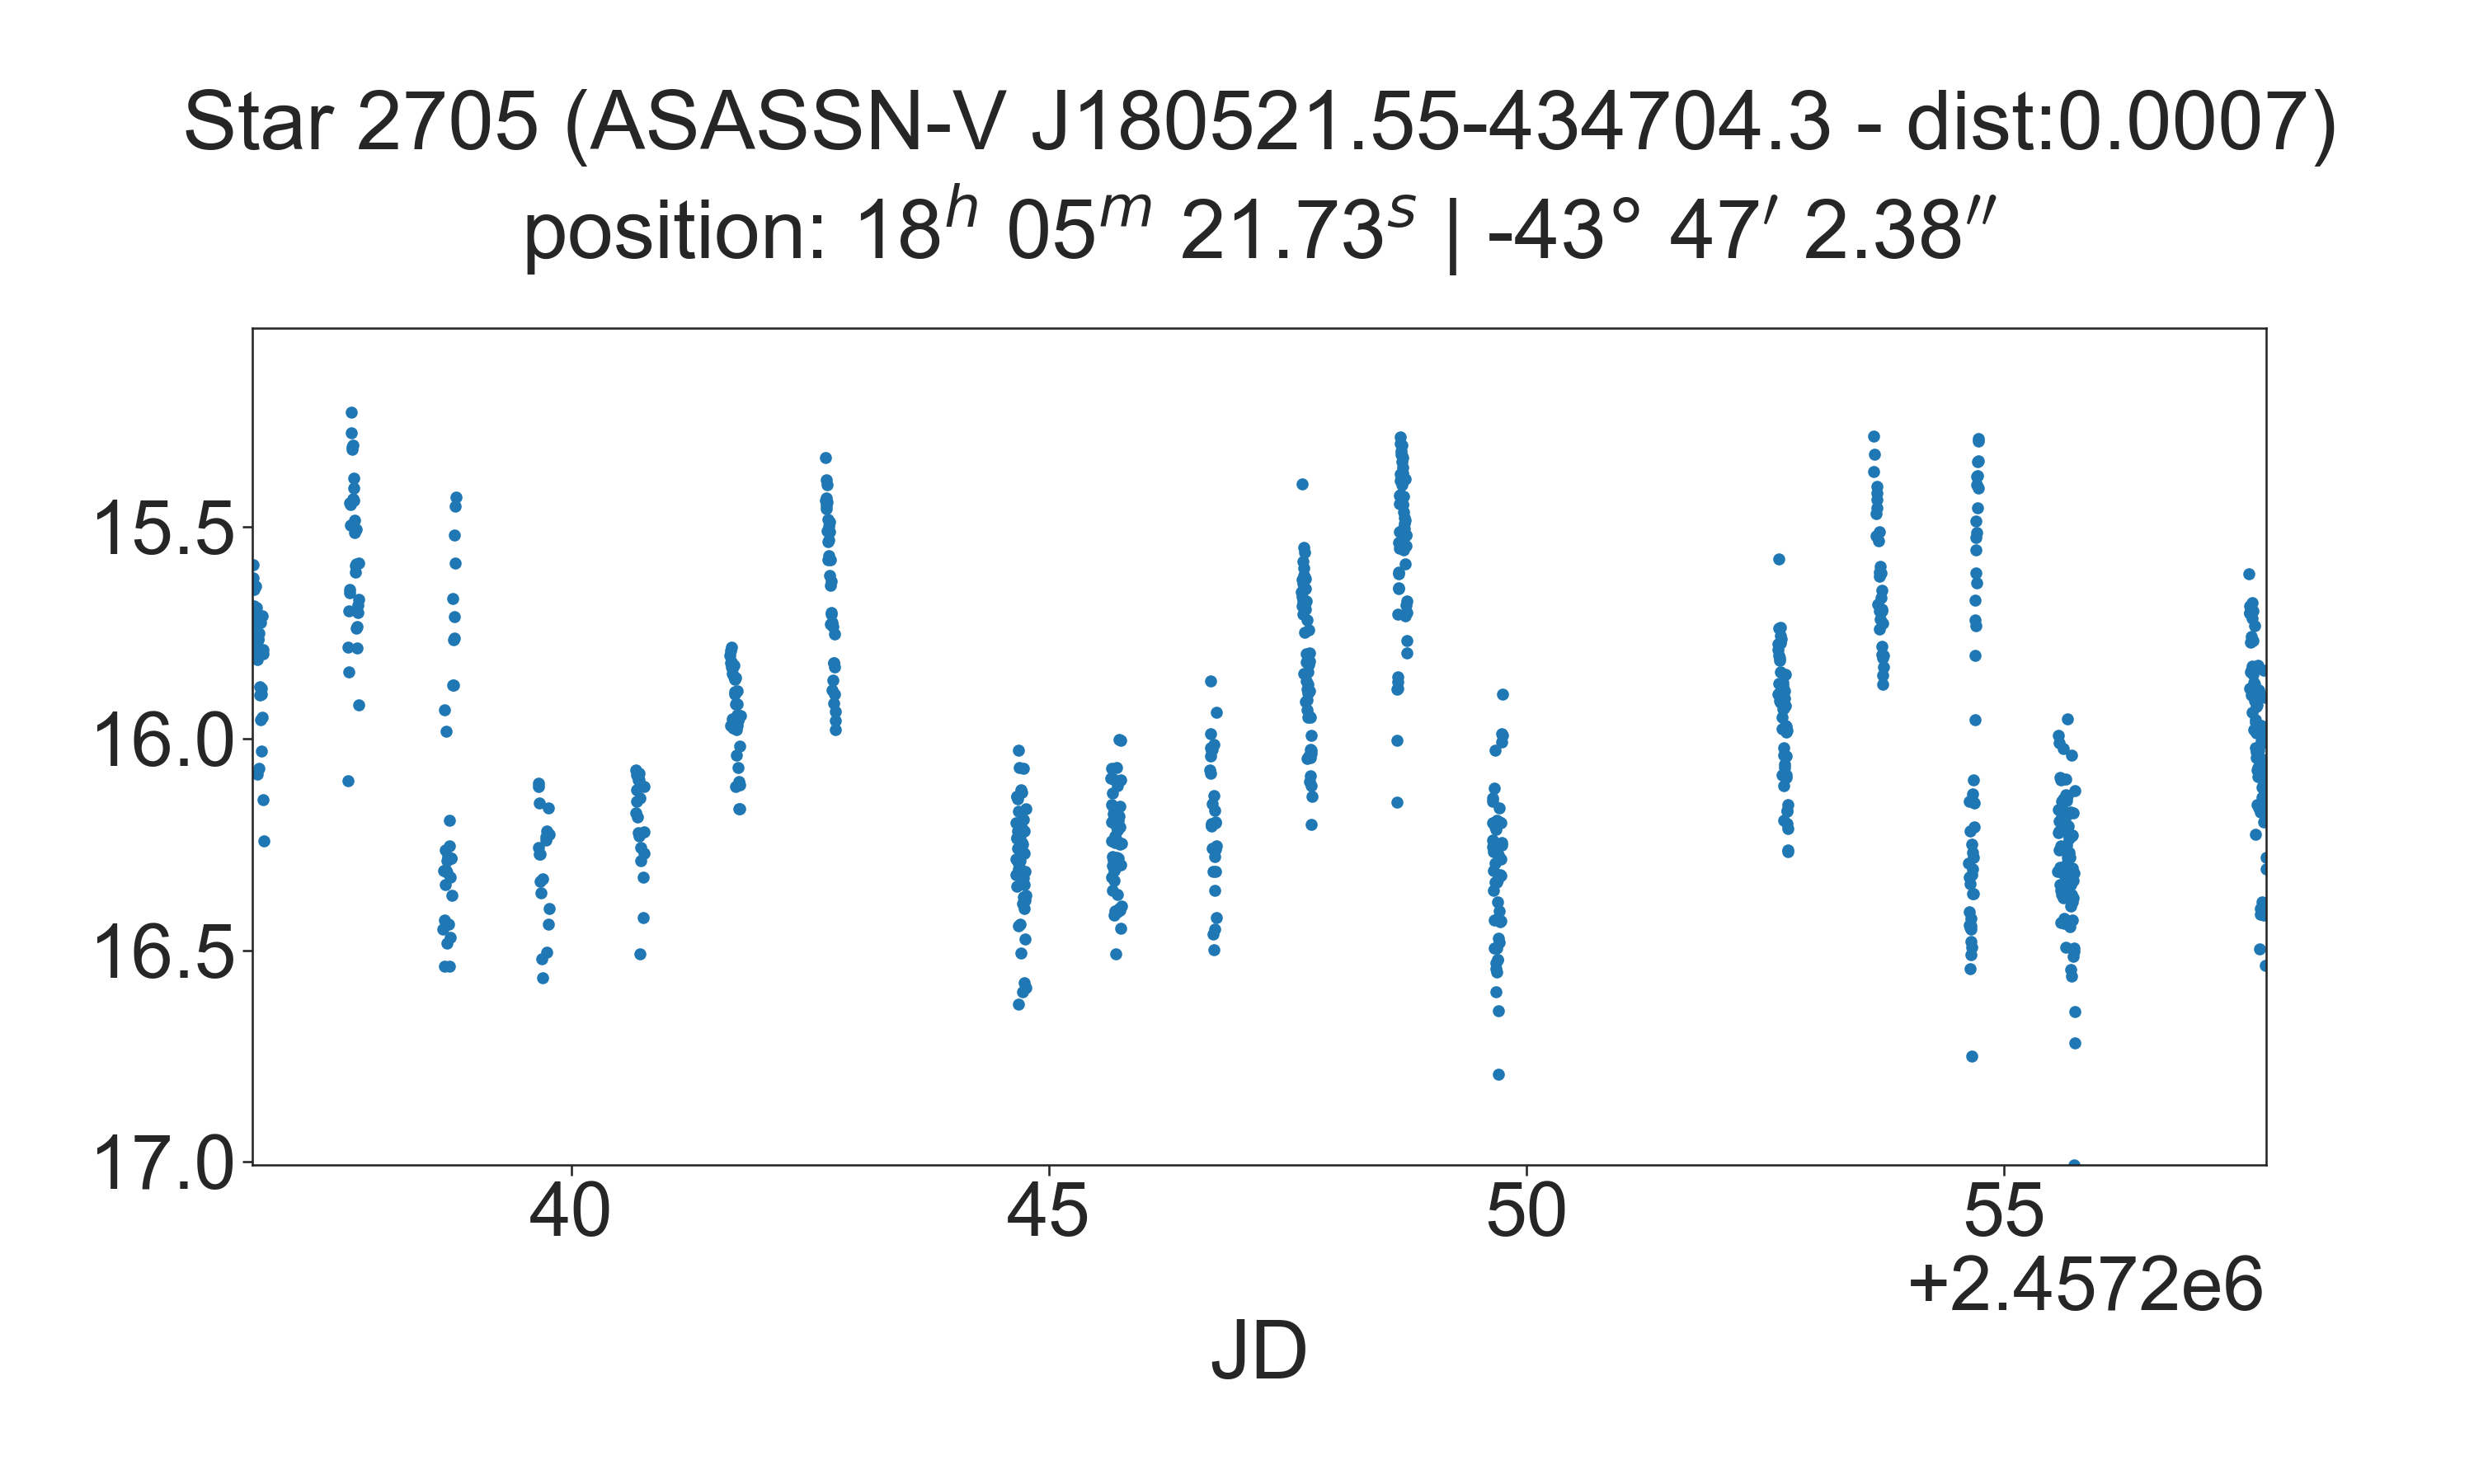 Star 2705 (ASASSN-V J180521.55-434704.3 - dist:0.0007)
position: 18ʰ 05ᵐ 21.73ˢ | -43° 47′ 2.38′′
15.5
16.0
16.5
17.0
40 45 50 55
+2.4572e6
JD